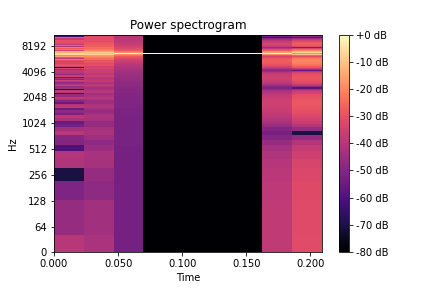 Power spectrogram
8192
4096
2048
1024
512
256
128
64
0
Hz
0.000
0.050
0.100
0.150
0.200
Time
+0 dB
-10 dB
-20 dB
-30 dB
-40 dB
-50 dB
-60 dB
-70 dB
-80 dB